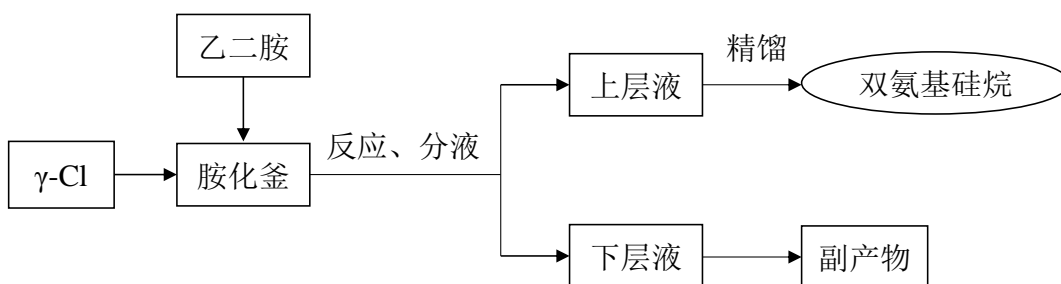 乙二胺
γ-Cl
胺化釜
反应、分液
上层液
精馏
双氨基硅烷
下层液
副产物